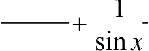 + 1
sin x